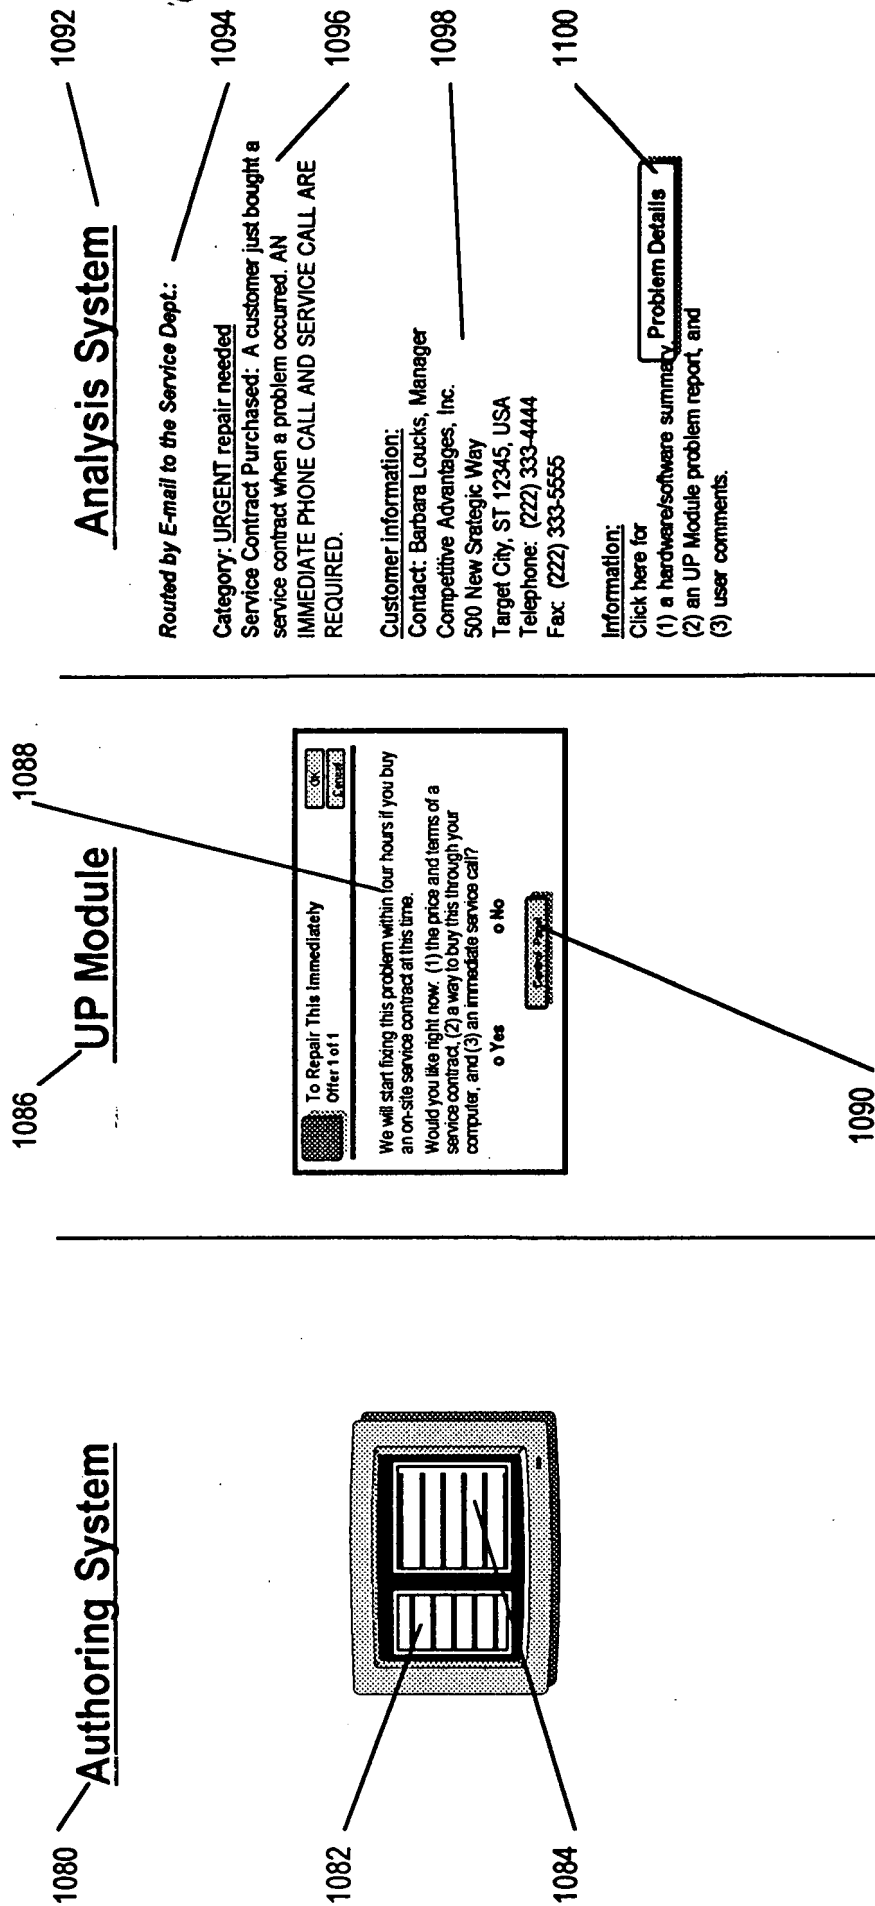 1080
Authoring System
1082
1084
1086
UP Module
1088
To Repair This Immediately
Offer 1 of 1
OK
Cancel
We will start fixing this problem within four hours if you buy
an on-site service contract at this time.
Would you like right now: (1) the price and terms of a
service contract, (2) a way to buy this through your
computer, and (3) an immediate service call?
o Yes o No
Control Panel
1090
1092
Analysis System
1094
Routed by E-mail to the Service Dept.:
1096
Category: URGENT repair needed
Service Contract Purchased: A customer just bought a
service contract when a problem occurred. AN
IMMEDIATE PHONE CALL AND SERVICE CALL ARE
REQUIRED.
1098
Customer information:
Contact: Barbara Loucks, Manager
Competitive Advantages, Inc.
500 New Srategic Way
Target City, ST 12345, USA
Telephone: (222) 333-4444
Fax: (222) 333-5555
1100
Information:
Click here for
Problem Details
(1) a hardware/software summary,
(2) an UP Module problem report, and
(3) user comments.